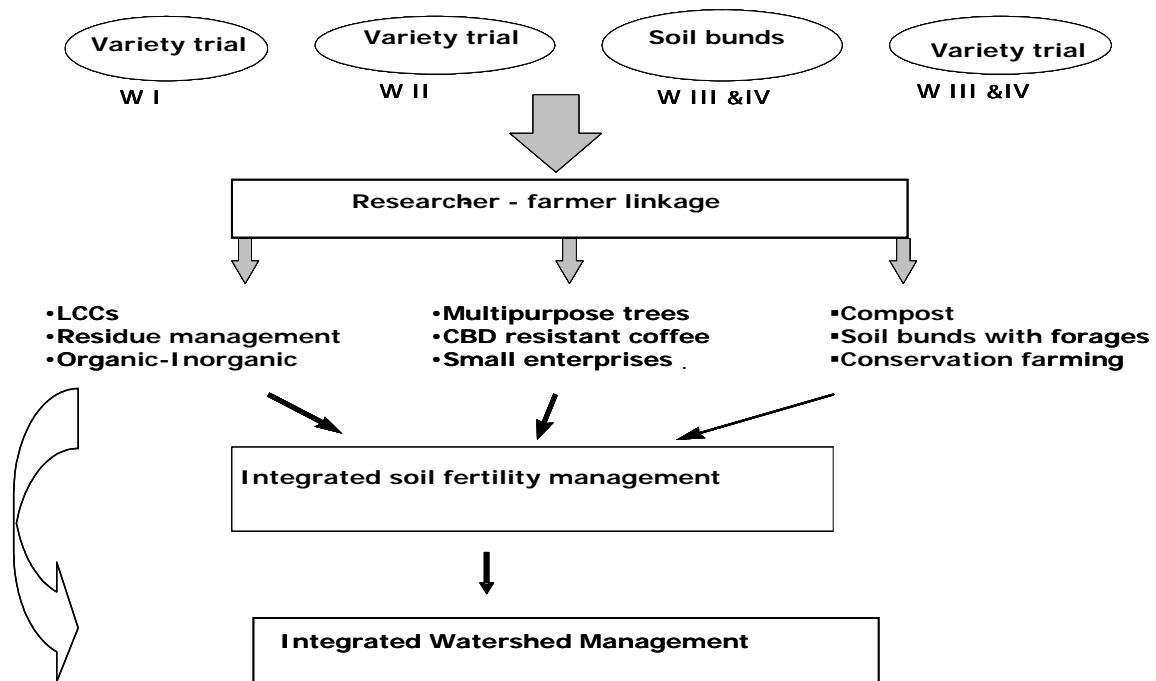 Variety trial
W I
Variety trial
W II
Soil bunds
W III &IV
Variety trial
W III &IV
Researcher - farmer linkage
•LCCs
•Residue management
•Organic-Inorganic
•Multipurpose trees
•CBD resistant coffee
•Small enterprises .
▪Compost
▪Soil bunds with forages
▪Conservation farming
Integrated soil fertility management
Integrated Watershed Management